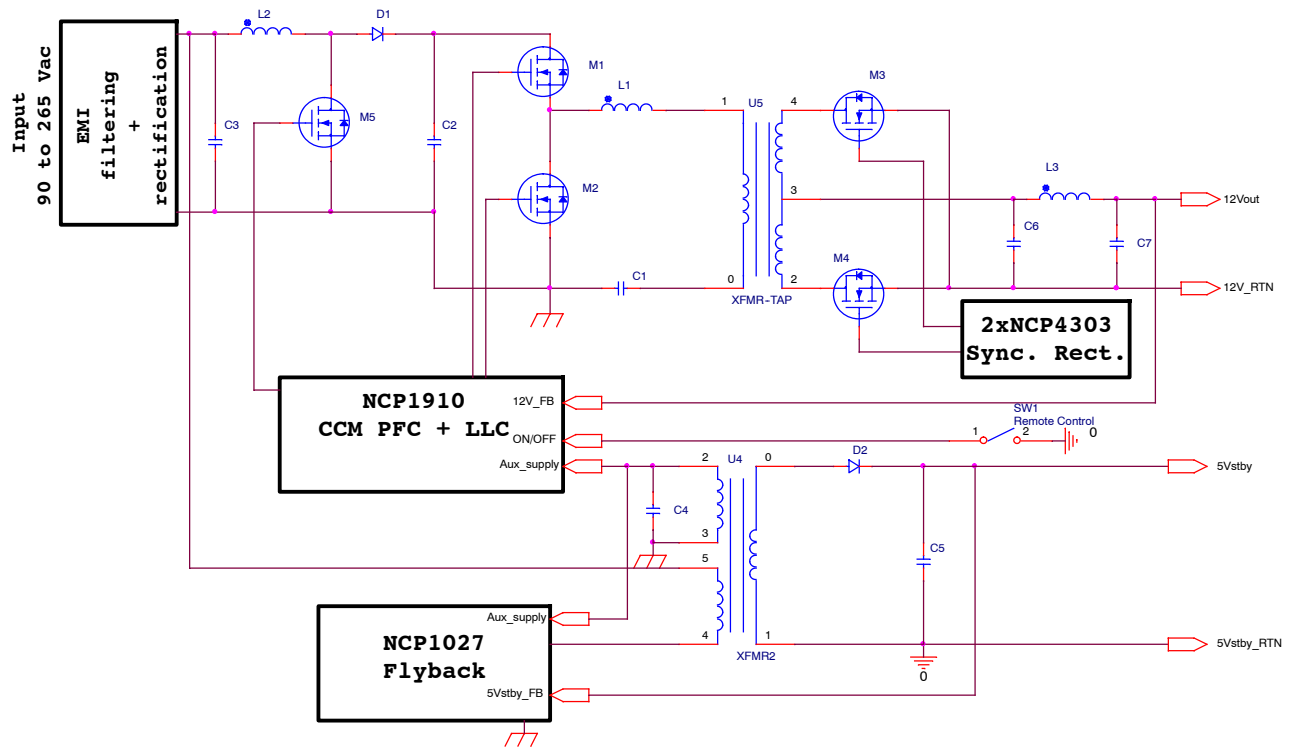 Input
90 to 265 Vac
EMI
filtering
+
rectification
L2
D1
C3
M5
C2
M1
M2
L1
C1
1
U5
4
3
0
2
XFMR-TAP
M3
M4
L3
C6
C7
12Vout
12V_RTN
2xNCP4303
Sync. Rect.
NCP1910
CCM PFC + LLC
12V_FB
ON/OFF
Aux_supply
SW1
Remote Control
1
2
0
2
U4
0
D2
5Vstby
C4
3
5
C5
4
1
XFMR2
5Vstby_RTN
0
NCP1027
Flyback
Aux_supply
5Vstby_FB